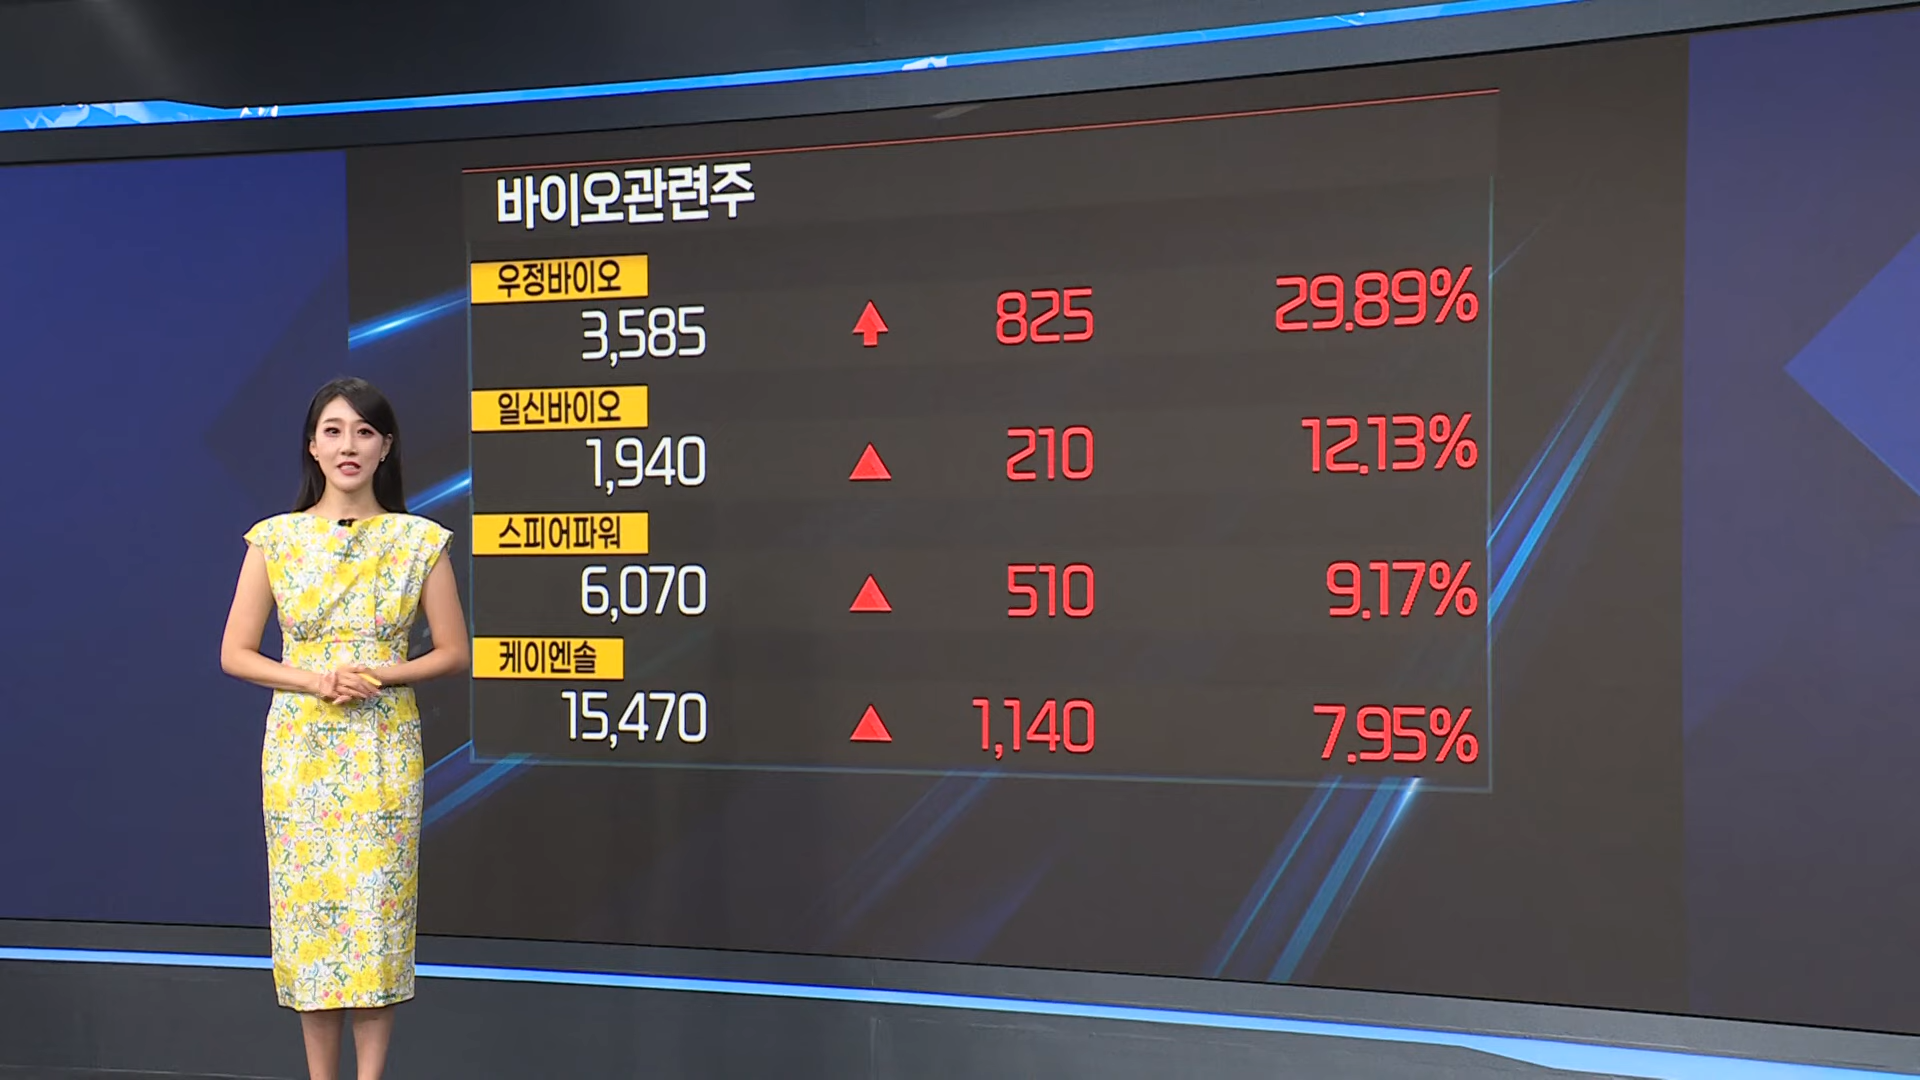 바이오관련주
우정바이오
3,585 ▲ 825 29.89%
일신바이오
1,940 ▲ 210 12.13%
스피어파워
6,070 ▲ 510 9.17%
케이엔솔
15,470 ▲ 1,140 7.95%